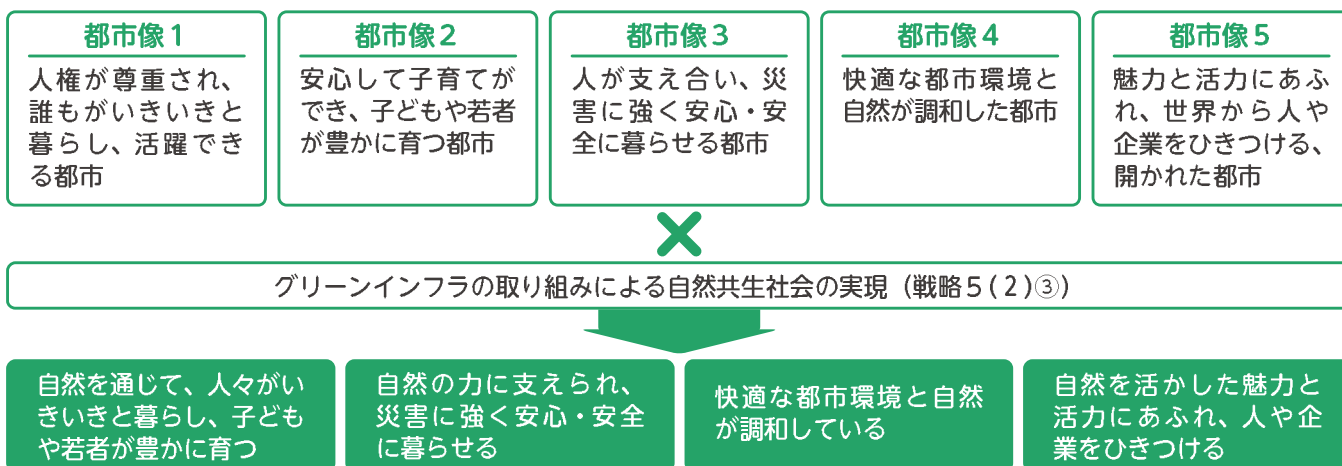 都市像1
人権が尊重され、
誰もがいきいきと
暮らし、活躍でき
る都市
都市像2
安心して子育てが
でき、子どもや若者
が豊かに育つ都市
都市像3
人が支え合い、災
害に強く安心・安
全に暮らせる都市
都市像4
快適な都市環境と
自然が調和した都市
都市像5
魅力と活力にあふ
れ、世界から人や
企業をひきつける、
開かれた都市
グリーンインフラの取り組みによる自然共生社会の実現（戦略５(２)③）
自然を通じて、人々がい
きいきと暮らし、子ども
や若者が豊かに育つ
自然の力に支えられ、
災害に強く安心・安全
に暮らせる
快適な都市環境と自然
が調和している
自然を活かした魅力と
活力にあふれ、人や企
業をひきつける